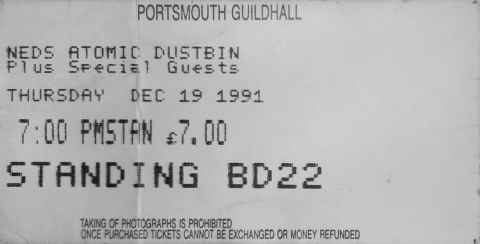 PORTSMOUTH GUILDHALL
NEDS ATOMIC DUSTBIN
Plus Special Guests
THURSDAY DEC 19 1991
7:00 PMSTAN £7.00
STANDING BD22
TAKING OF PHOTOGRAPHS IS PROHIBITED
ONCE PURCHASED TICKETS CANNOT BE EXCHANGED OR MONEY REFUNDED